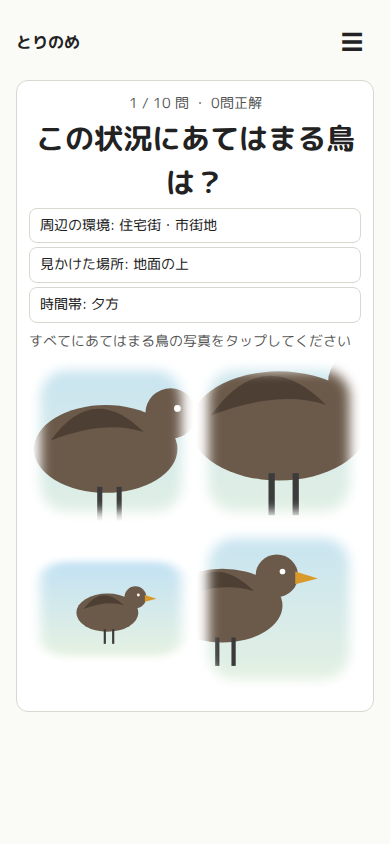 とりのめ
1 / 10 問 · 0問正解
この状況にあてはまる鳥
は？
周辺の環境: 住宅街・市街地
見かけた場所: 地面の上
時間帯: 夕方
すべてにあてはまる鳥の写真をタップしてください